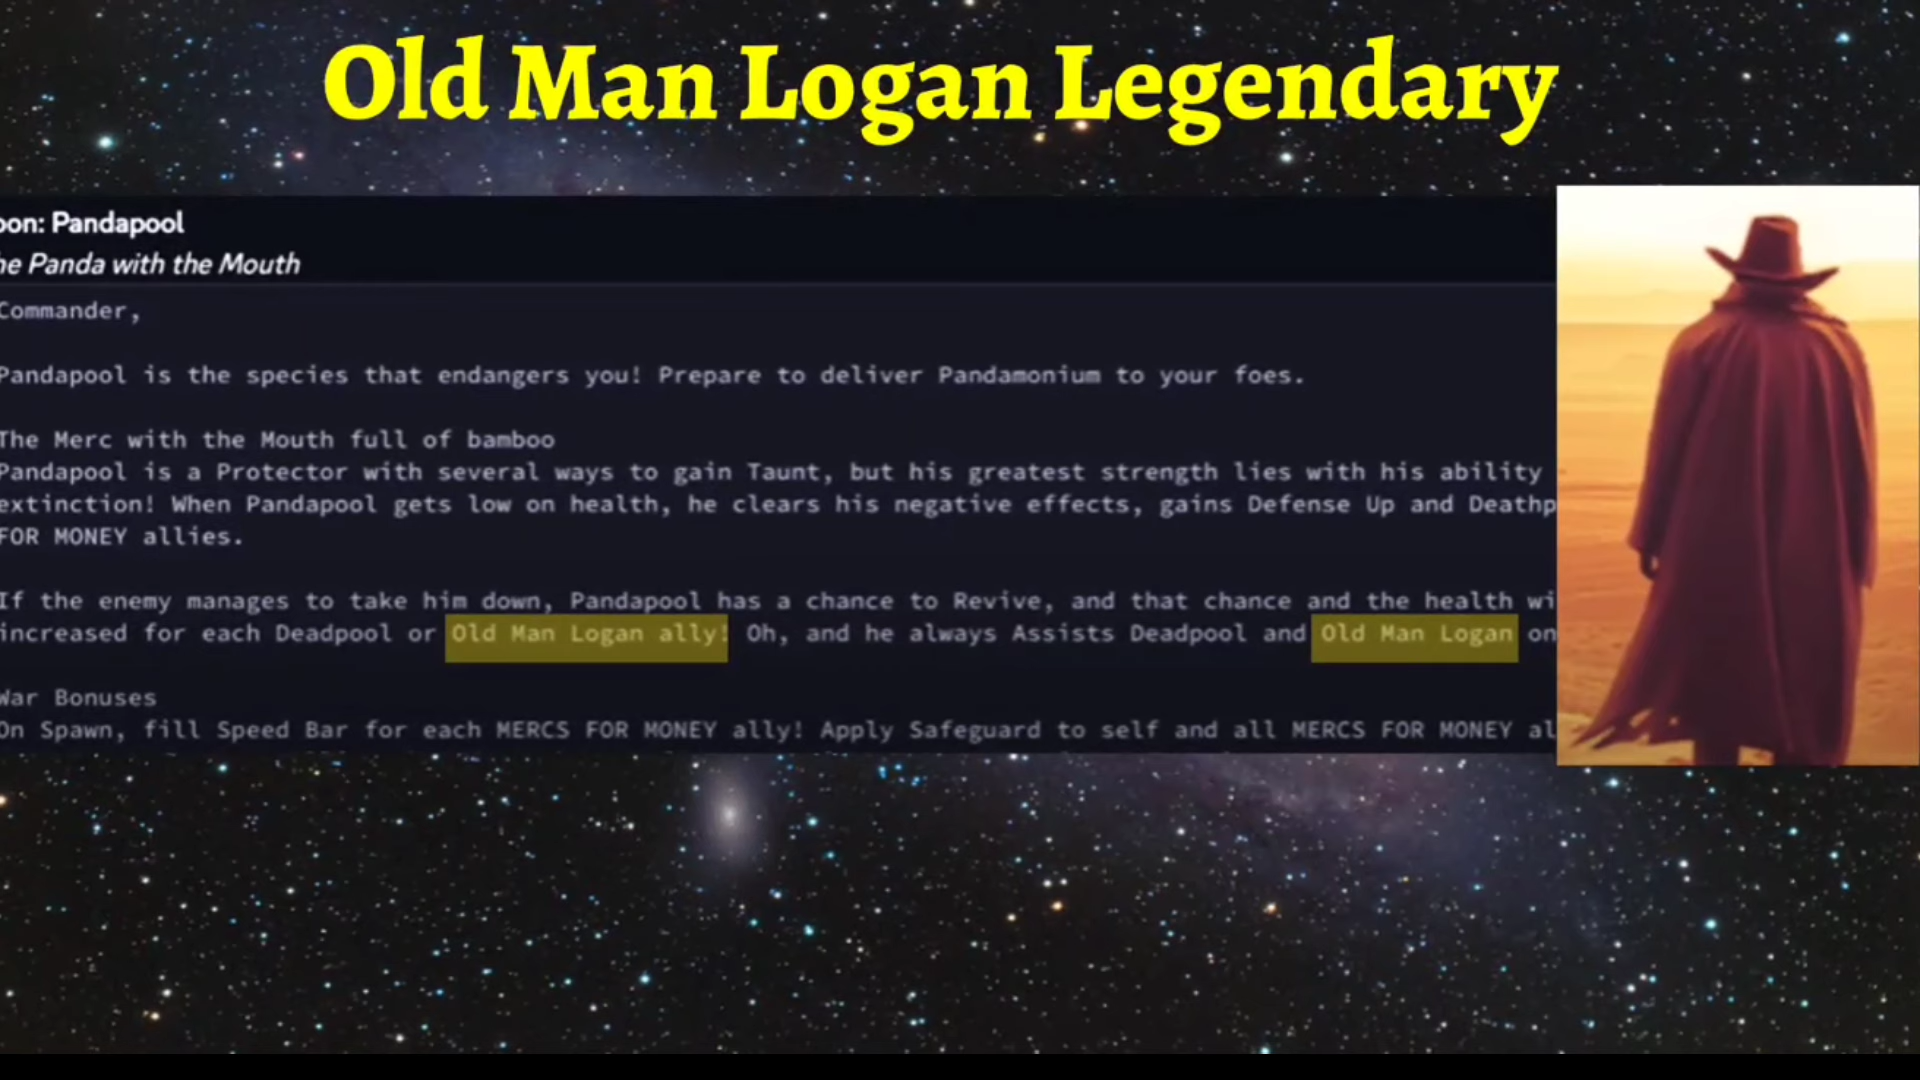 Old Man Logan Legendary
oon: Pandapool
he Panda with the Mouth
Commander,
Pandapool is the species that endangers you! Prepare to deliver Pandamonium to your foes.
The Merc with the Mouth full of bamboo
Pandapool is a Protector with several ways to gain Taunt, but his greatest strength lies with his ability
extinction! When Pandapool gets low on health, he clears his negative effects, gains Defense Up and Deathp
FOR MONEY allies.
If the enemy manages to take him down, Pandapool has a chance to Revive, and that chance and the health wi
increased for each Deadpool or Old Man Logan ally! Oh, and he always Assists Deadpool and Old Man Logan on
War Bonuses
On Spawn, fill Speed Bar for each MERCS FOR MONEY ally! Apply Safeguard to self and all MERCS FOR MONEY al